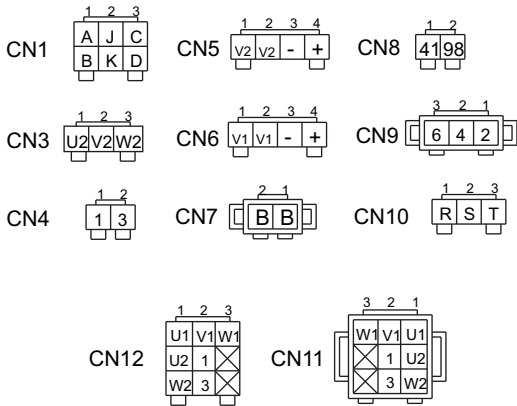 1 2 3
CN1 A J C
B K D
1 2 3 4
CN5 V2 V2 - +
1 2
CN8 41 98
1 2 3
CN3 U2 V2 W2
1 2 3 4
CN6 V1 V1 - +
3 2 1
CN9 6 4 2
1 2
CN4 1 3
2 1
CN7 B B
1 2 3
CN10 R S T
1 2 3
CN12 U1 V1 W1
U2 1
W2 3
3 2 1
CN11 W1 V1 U1
1 U2
3 W2